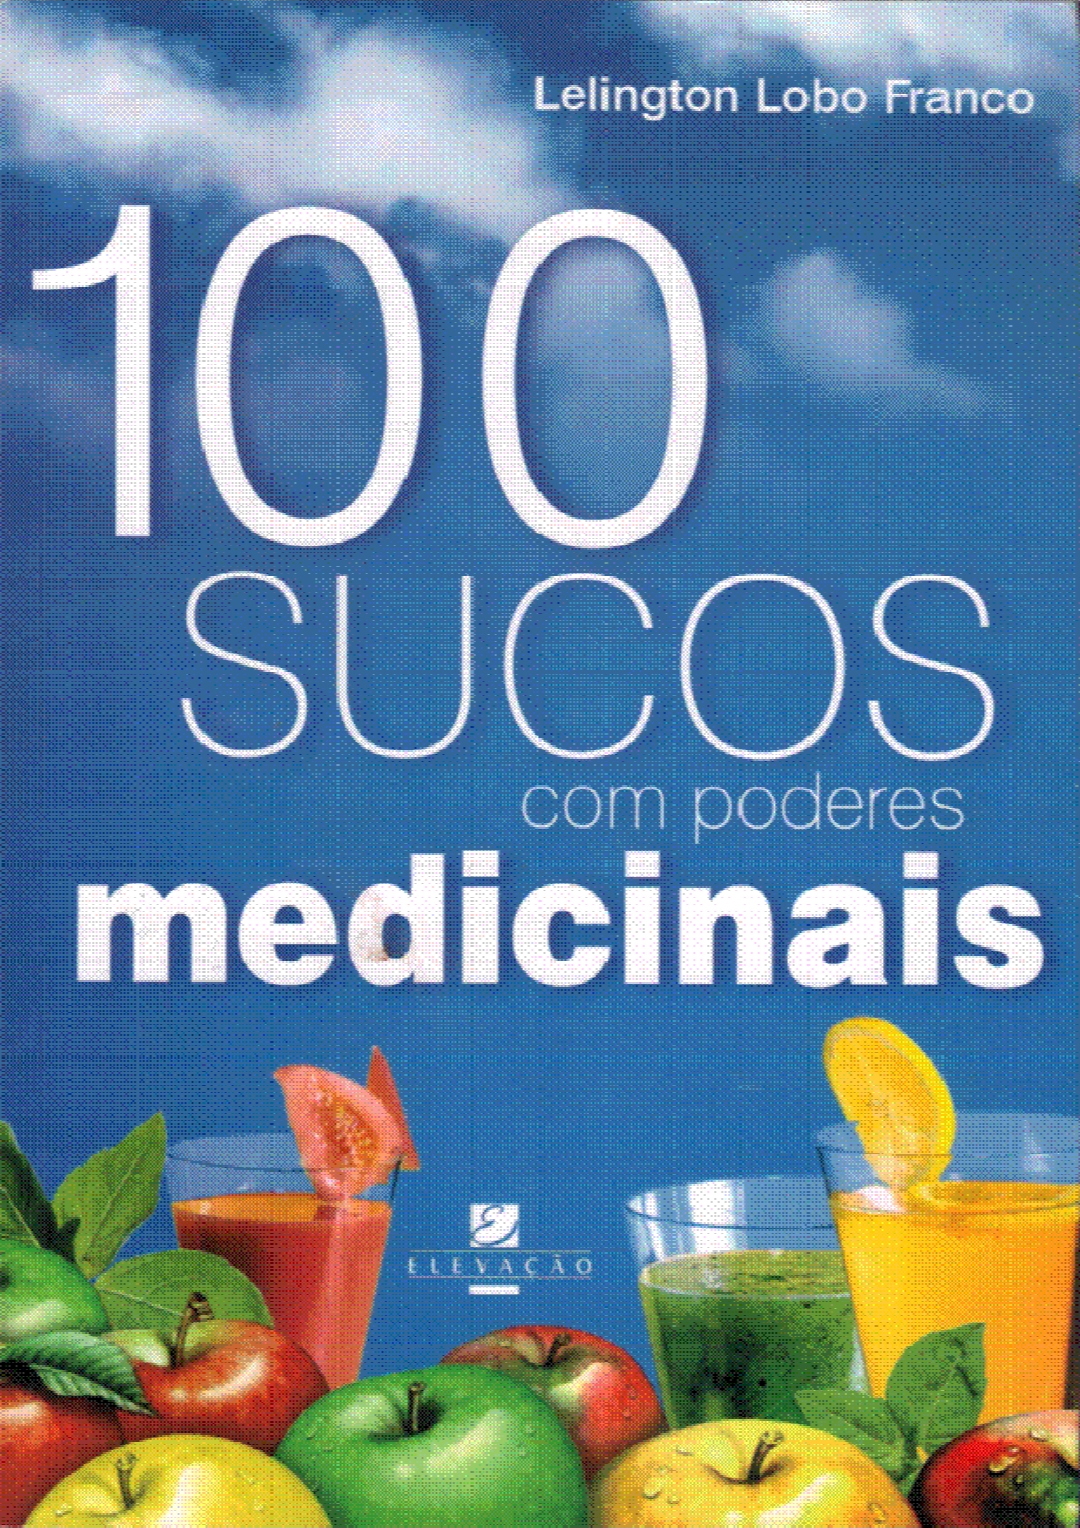 Lelington Lobo Franco
100
SUCOS
com poderes
medicinais
E
ELEVAÇÃO